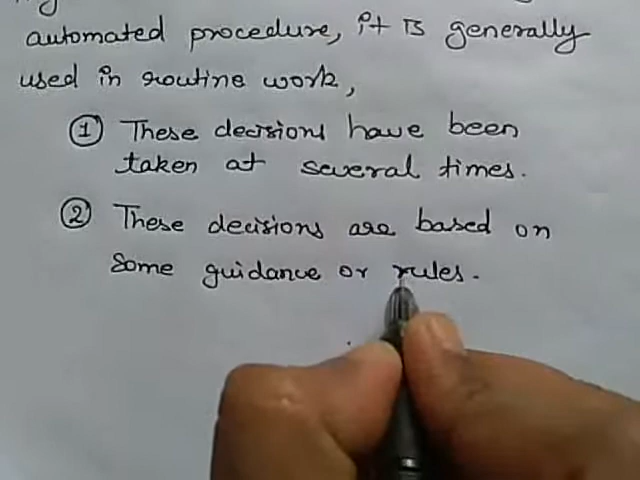 automated procedure, it is generally
used in routine work,
① These decisions have been
taken at several times.
② These decisions are based on
Some guidance or rules.